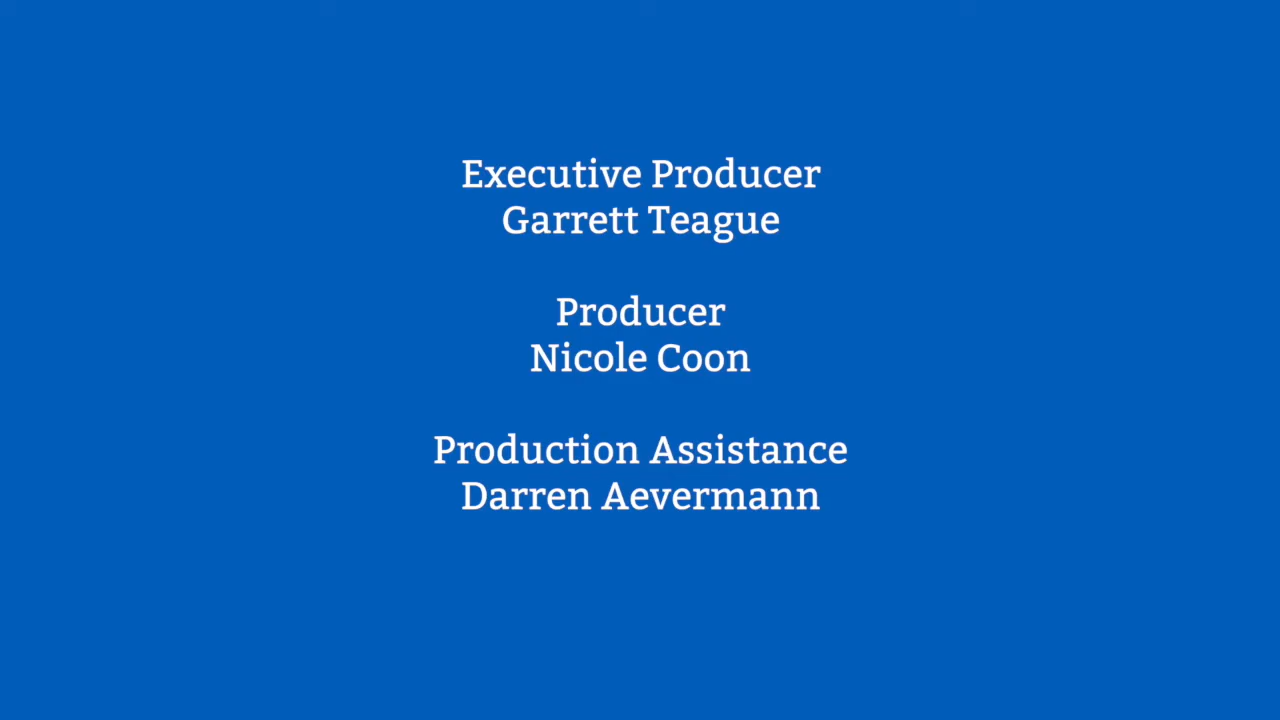 Executive Producer
Garrett Teague
Producer
Nicole Coon
Production Assistance
Darren Aevermann